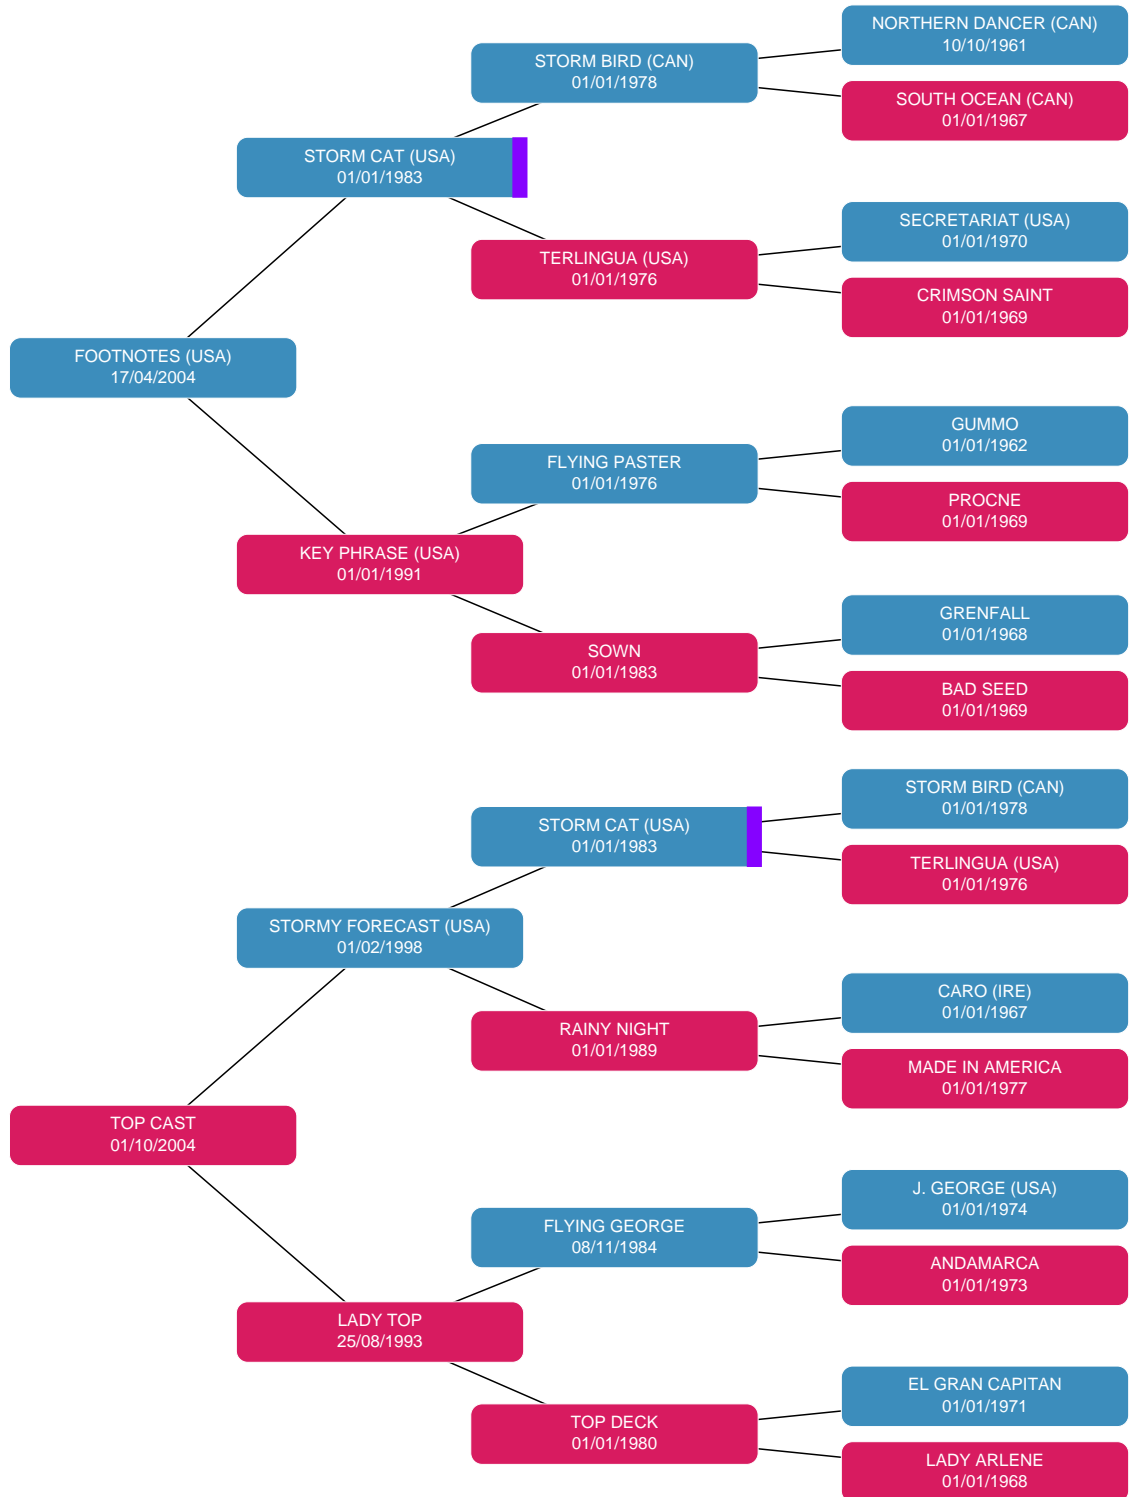 NORTHERN DANCER (CAN)
10/10/1961
STORM BIRD (CAN)
01/01/1978
SOUTH OCEAN (CAN)
01/01/1967
STORM CAT (USA)
01/01/1983
SECRETARIAT (USA)
01/01/1970
TERLINGUA (USA)
01/01/1976
CRIMSON SAINT
01/01/1969
FOOTNOTES (USA)
17/04/2004
GUMMO
01/01/1962
FLYING PASTER
01/01/1976
PROCNE
01/01/1969
KEY PHRASE (USA)
01/01/1991
GRENFALL
01/01/1968
SOWN
01/01/1983
BAD SEED
01/01/1969
STORM BIRD (CAN)
01/01/1978
STORM CAT (USA)
01/01/1983
TERLINGUA (USA)
01/01/1976
STORMY FORECAST (USA)
01/02/1998
CARO (IRE)
01/01/1967
RAINY NIGHT
01/01/1989
MADE IN AMERICA
01/01/1977
TOP CAST
01/10/2004
J. GEORGE (USA)
01/01/1974
FLYING GEORGE
08/11/1984
ANDAMARCA
01/01/1973
LADY TOP
25/08/1993
EL GRAN CAPITAN
01/01/1971
TOP DECK
01/01/1980
LADY ARLENE
01/01/1968